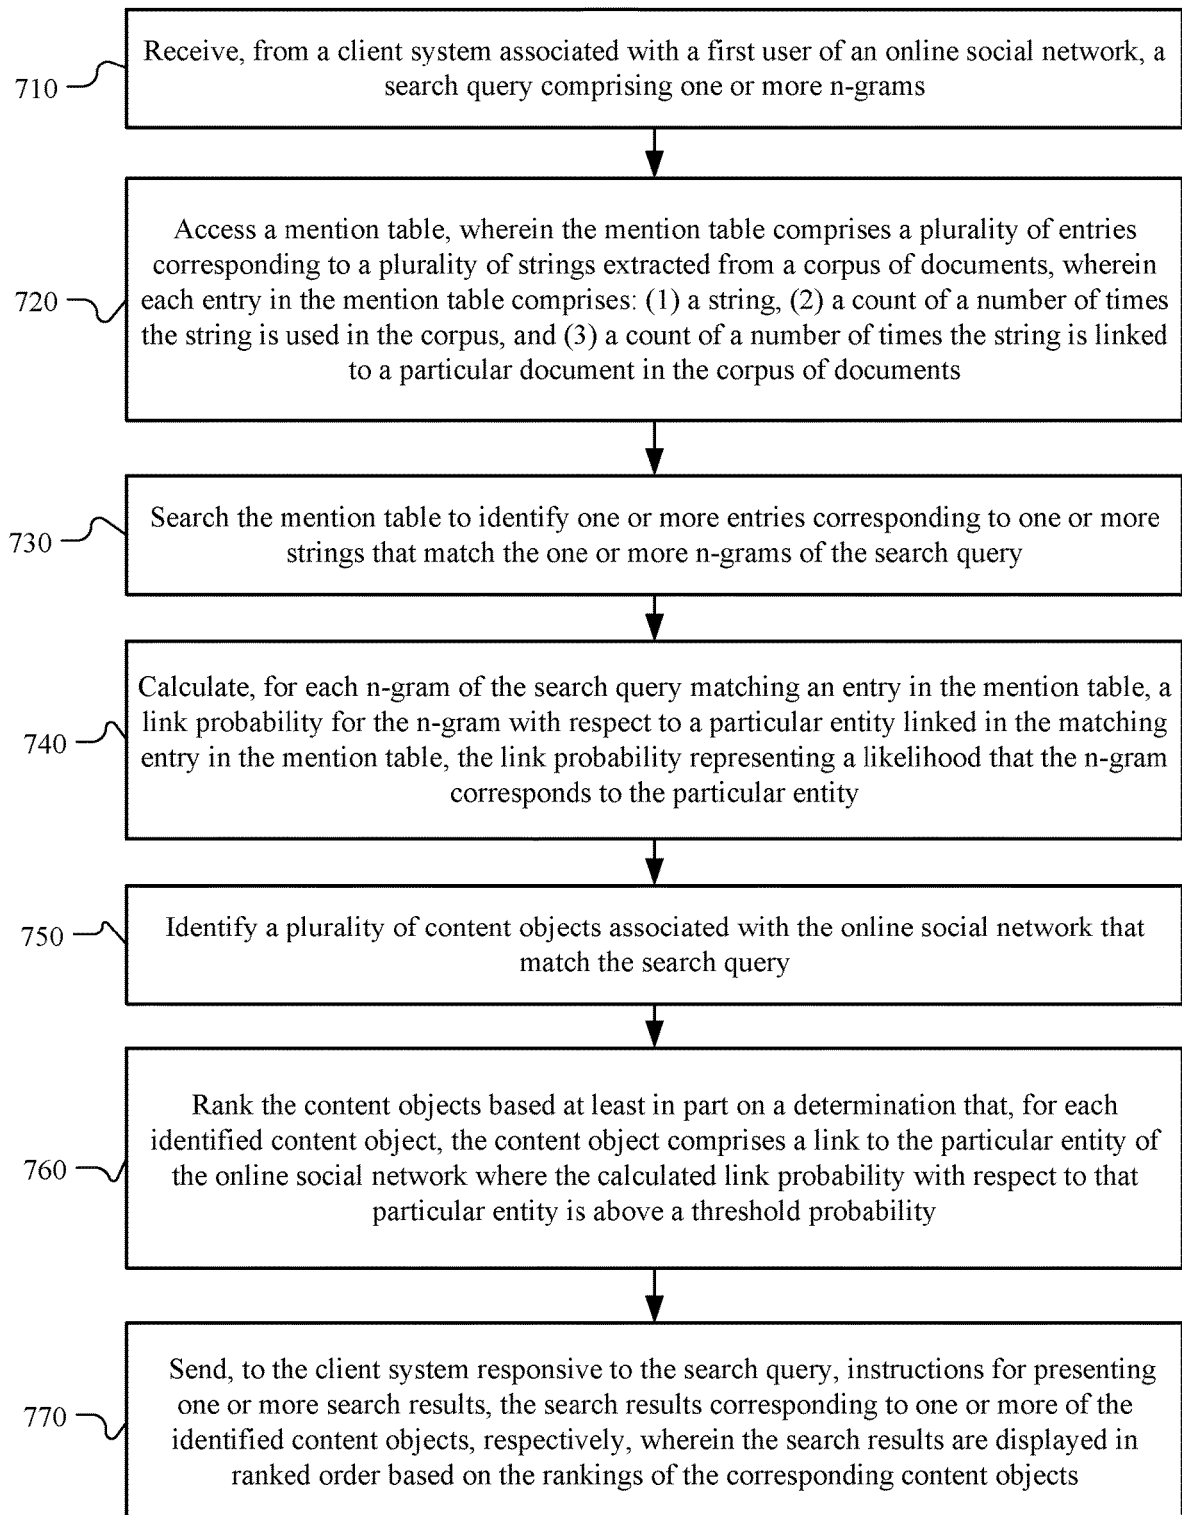 Receive, from a client system associated with a first user of an online social network, a
search query comprising one or more n-grams
710
Access a mention table, wherein the mention table comprises a plurality of entries
corresponding to a plurality of strings extracted from a corpus of documents, wherein
each entry in the mention table comprises: (1) a string, (2) a count of a number of times
the string is used in the corpus, and (3) a count of a number of times the string is linked
to a particular document in the corpus of documents
720
Search the mention table to identify one or more entries corresponding to one or more
strings that match the one or more n-grams of the search query
730
Calculate, for each n-gram of the search query matching an entry in the mention table, a
link probability for the n-gram with respect to a particular entity linked in the matching
entry in the mention table, the link probability representing a likelihood that the n-gram
corresponds to the particular entity
740
Identify a plurality of content objects associated with the online social network that
match the search query
750
Rank the content objects based at least in part on a determination that, for each
identified content object, the content object comprises a link to the particular entity of
the online social network where the calculated link probability with respect to that
particular entity is above a threshold probability
760
Send, to the client system responsive to the search query, instructions for presenting
one or more search results, the search results corresponding to one or more of the
identified content objects, respectively, wherein the search results are displayed in
ranked order based on the rankings of the corresponding content objects
770